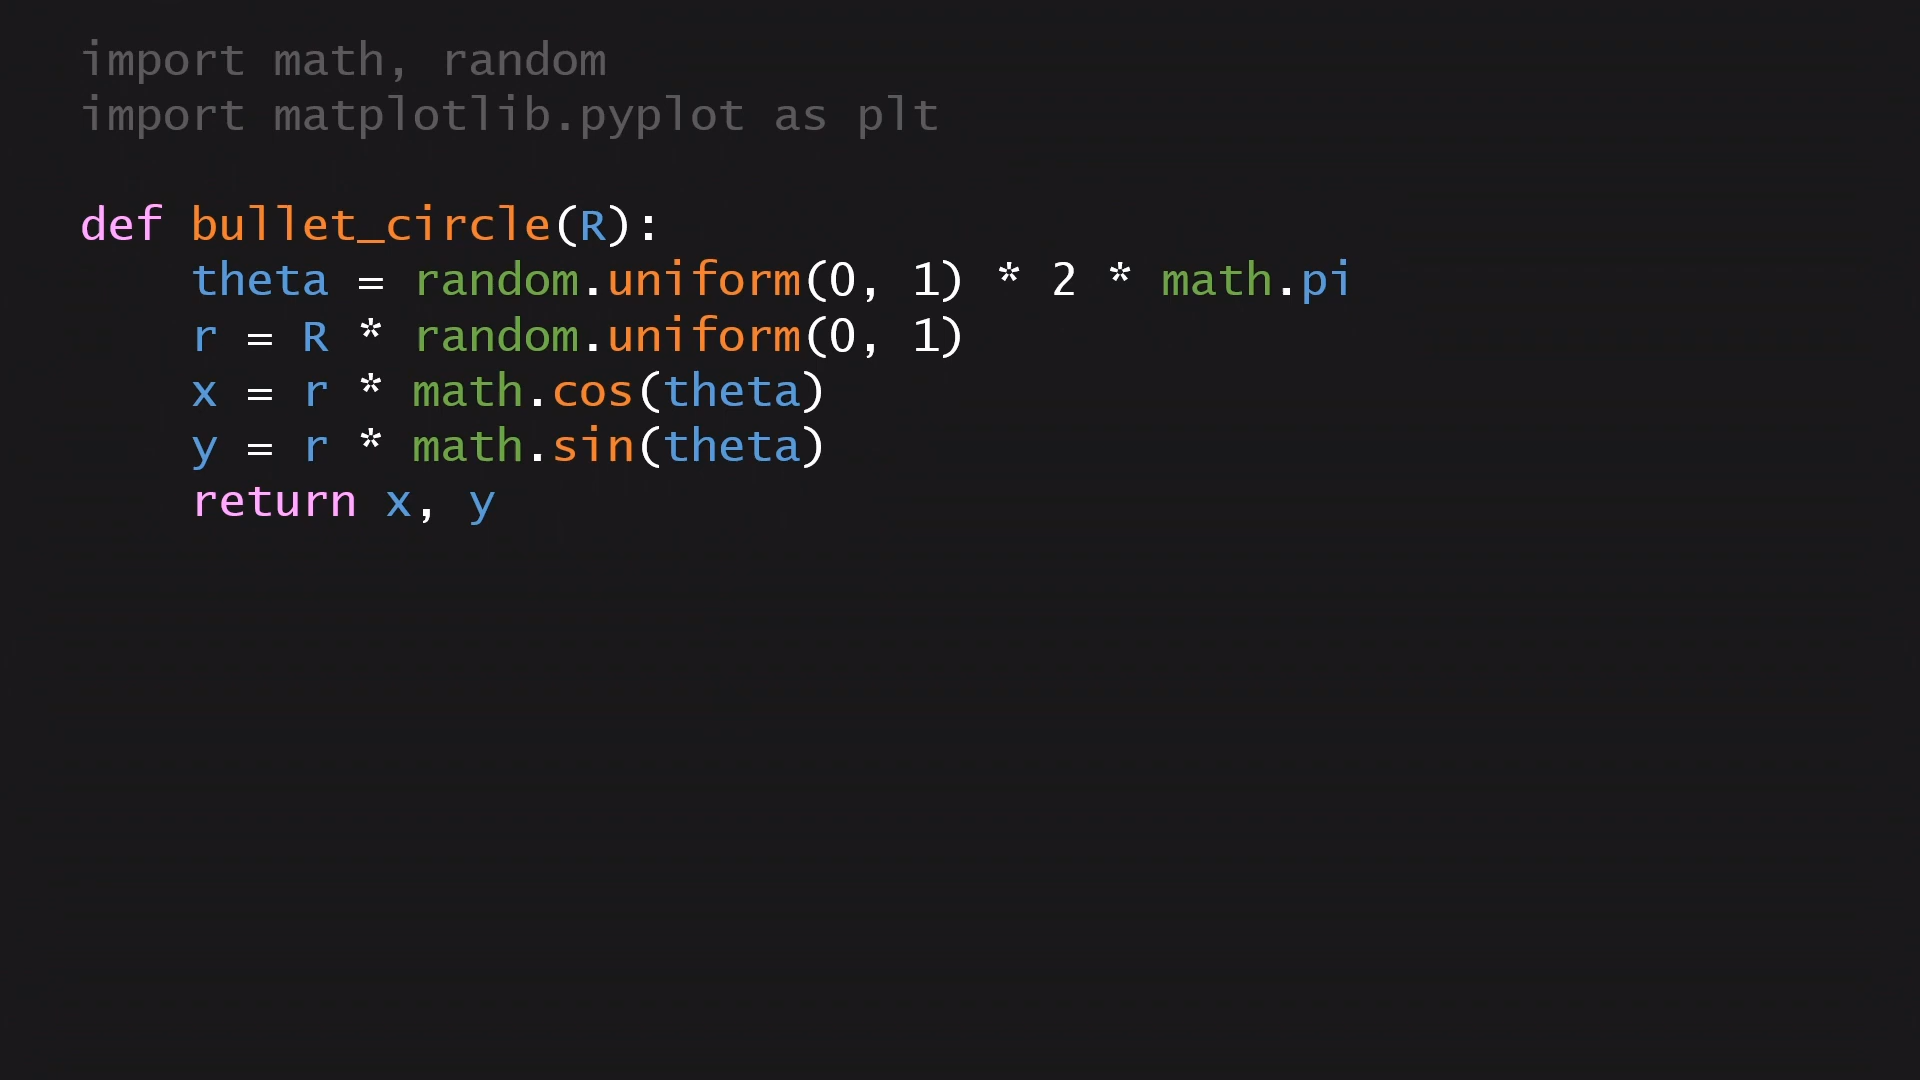 import math, random
import matplotlib.pyplot as plt

def bullet_circle(R):
    theta = random.uniform(0, 1) * 2 * math.pi
    r = R * random.uniform(0, 1)
    x = r * math.cos(theta)
    y = r * math.sin(theta)
    return x, y